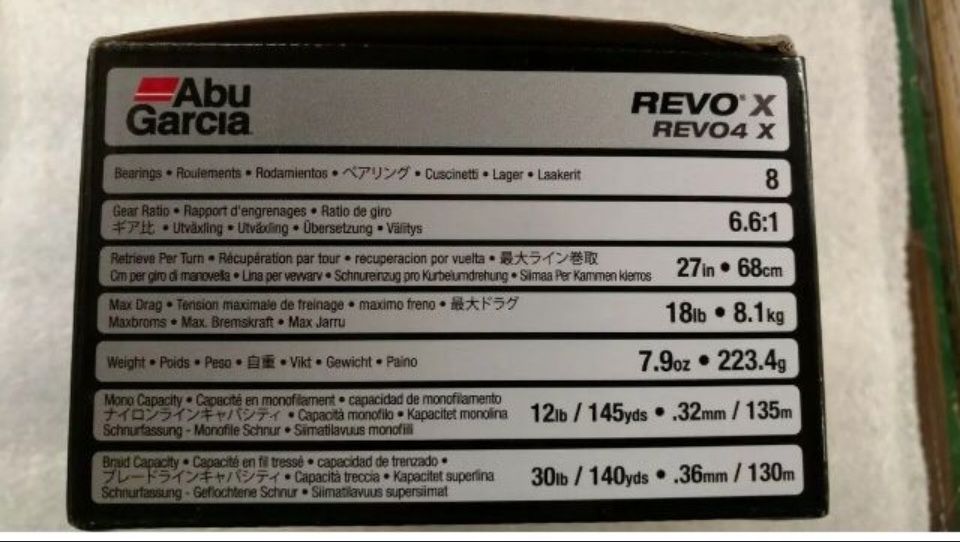 Abu
Garcia
REVO® X
REVO4 X
Bearings • Roulements • Rodamientos • ベアリング • Cuscinetti • Lager • Laakerit
8
Gear Ratio • Rapport d'engrenages • Ratio de giro
ギア比 • Utväxling • Utväxling • Übersetzung • Välitys
6.6:1
Retrieve Per Turn • Récupération par tour • recuperacion por vuelta • 最大ライン巻取
Cm per giro di manovella • Lina per vevvarv • Schnureinzug pro Kurbelumdrehung • Siimaa Per Kammen kierros
27in • 68cm
Max Drag • Tension maximale de freinage • maximo freno • 最大ドラグ
Maxbroms • Max. Bremskraft • Max Jarru
18lb • 8.1kg
Weight • Poids • Peso • 自重 • Vikt • Gewicht • Paino
7.9oz • 223.4g
Mono Capacity • Capacité en monofilament • capacidad de monofilamento
ナイロンラインキャパシティ • Capacità monofilo • Kapacitet monolina
Schnurfassung - Monofile Schnur • Siimatilavuus monofiili
12lb / 145yds • .32mm / 135m
Braid Capacity • Capacité en fil tressé • capacidad de trenzado •
ブレードラインキャパシティ • Capacità treccia • Kapacitet superlina
Schnurfassung - Geflochtene Schnur • Siimatilavuus supersiimat
30lb / 140yds • .36mm / 130m